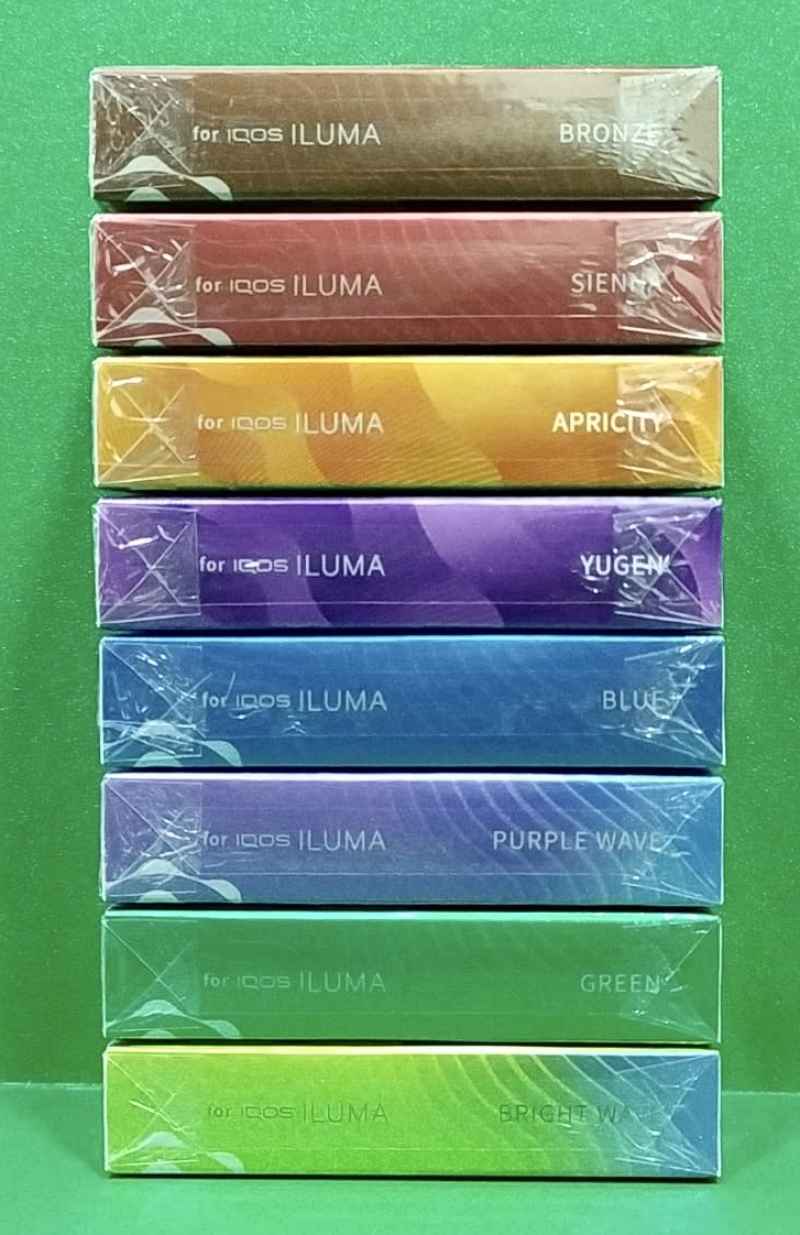 for IQOS ILUMA BRONZE
for IQOS ILUMA SIENNA
for IQOS ILUMA APRICITY
for IQOS ILUMA YUGEN
for IQOS ILUMA BLUE
for IQOS ILUMA PURPLE WAVE
for IQOS ILUMA GREEN
for IQOS ILUMA BRIGHT WAVE